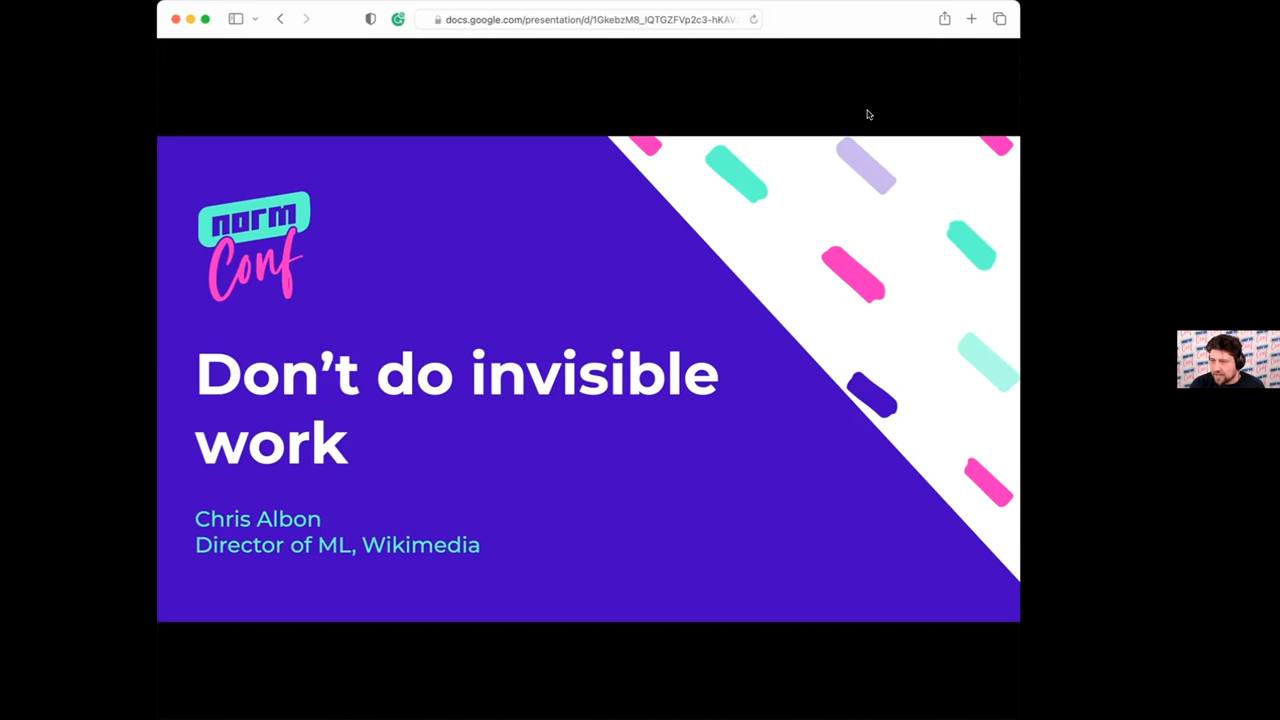 docs.google.com/presentation/d/1GkebzM8_IQTGZFVp2c3-hKAV
norm
Conf
Don't do invisible
work
Chris Albon
Director of ML, Wikimedia